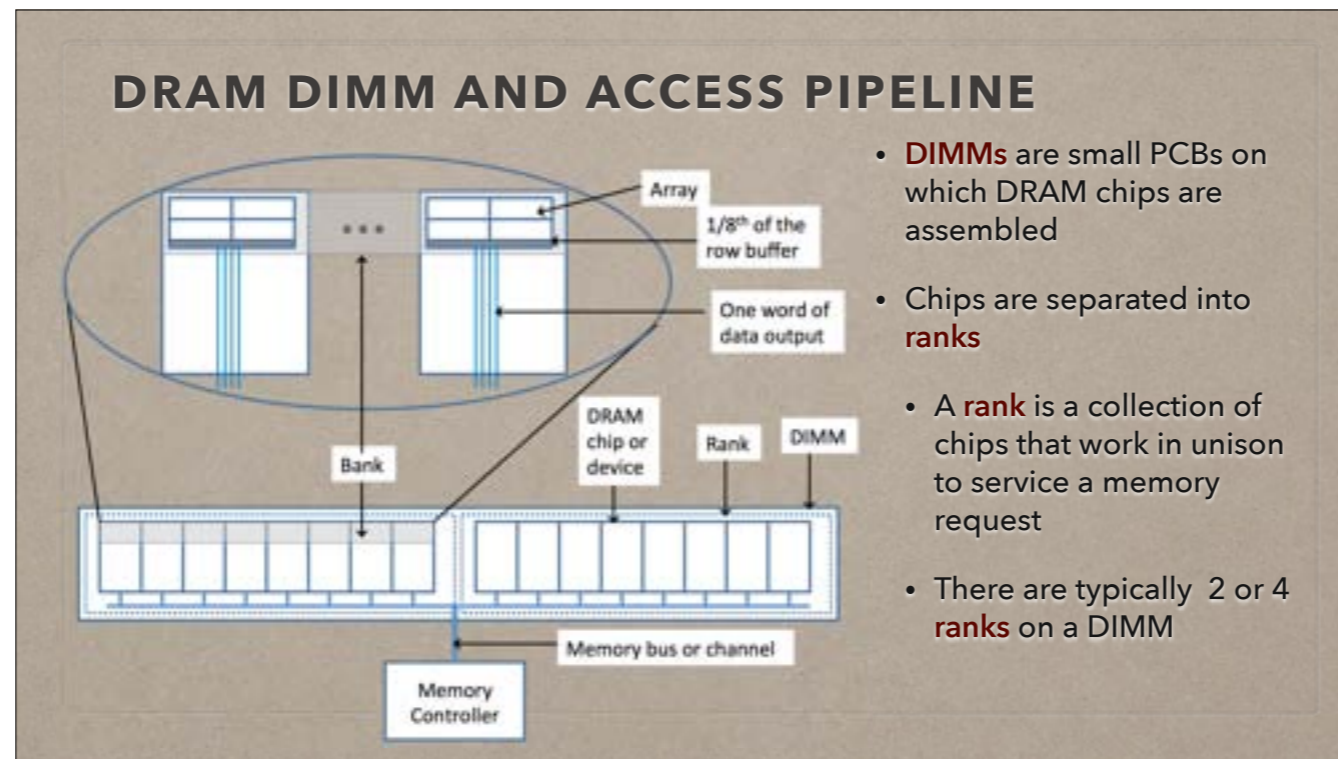 DRAM DIMM AND ACCESS PIPELINE
Array
1/8th of the
row buffer
One word of
data output
DRAM
chip or
device
Rank
DIMM
Bank
Memory bus or channel
Memory
Controller
• DIMMs are small PCBs on
which DRAM chips are
assembled
• Chips are separated into
ranks
• A rank is a collection of
chips that work in unison
to service a memory
request
• There are typically 2 or 4
ranks on a DIMM